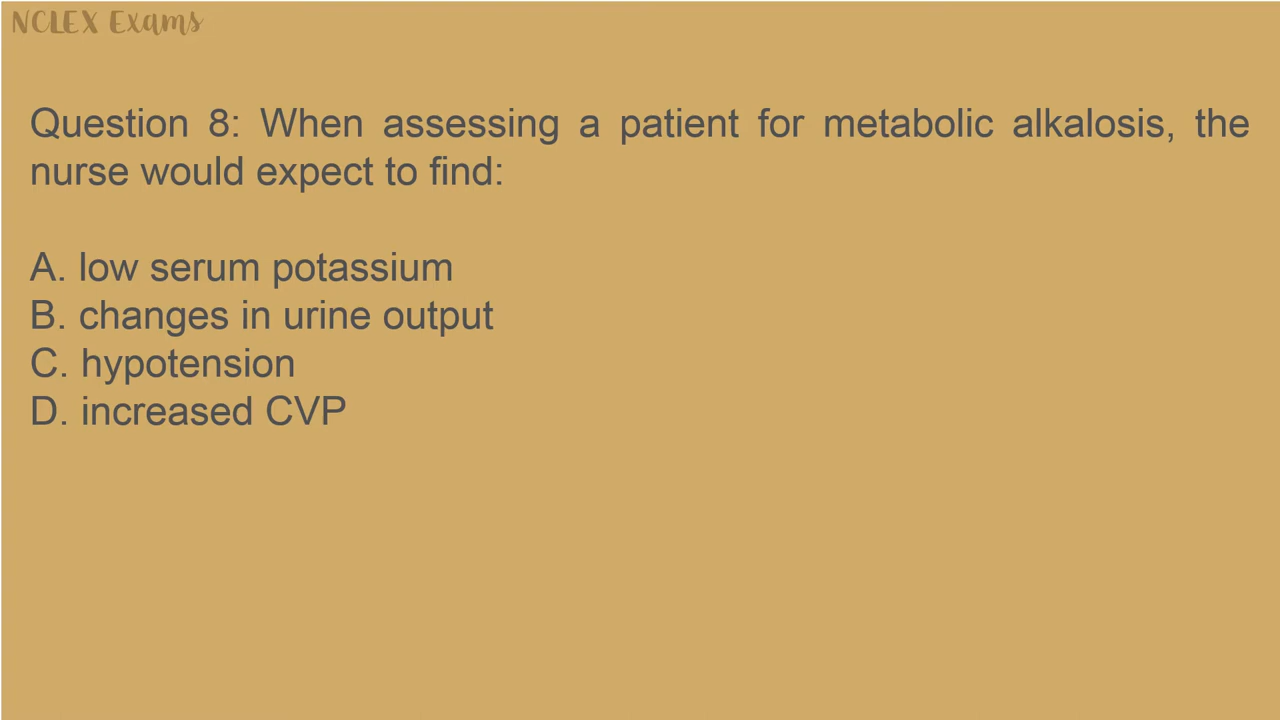 NCLEX Exams
Question 8: When assessing a patient for metabolic alkalosis, the
nurse would expect to find:
A. low serum potassium
B. changes in urine output
C. hypotension
D. increased CVP